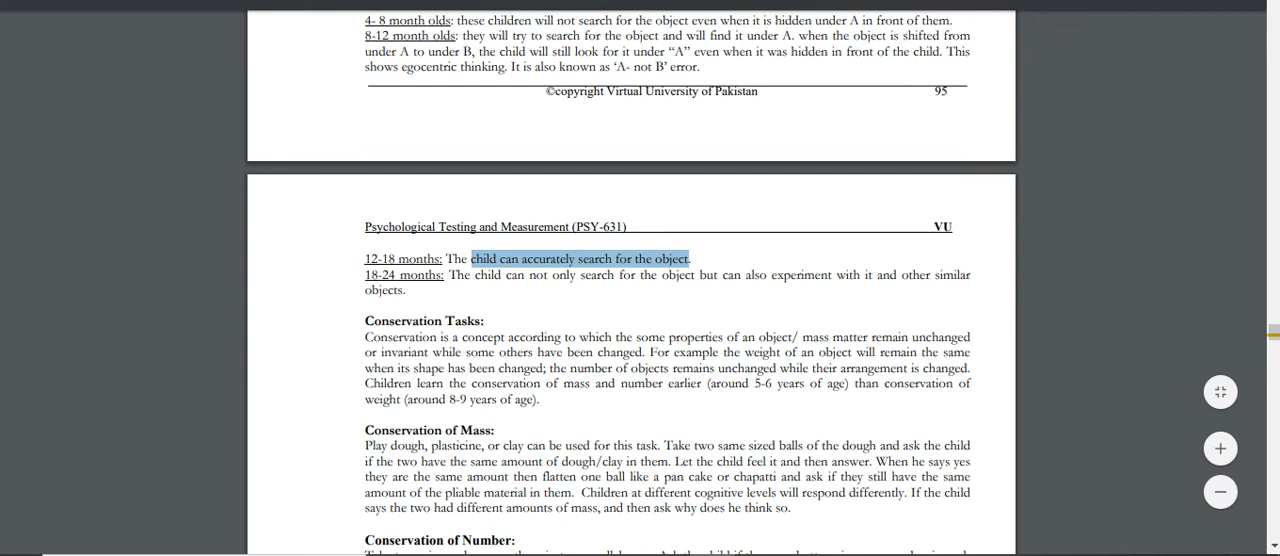 4- 8 month olds: these children will not search for the object even when it is hidden under A in front of them.
8-12 month olds: they will try to search for the object and will find it under A. when the object is shifted from
under A to under B, the child will still look for it under “A” even when it was hidden in front of the child. This
shows egocentric thinking. It is also known as ‘A- not B’ error.
©copyright Virtual University of Pakistan 95
Psychological Testing and Measurement (PSY-631) VU
12-18 months: The child can accurately search for the object.
18-24 months: The child can not only search for the object but can also experiment with it and other similar
objects.
Conservation Tasks:
Conservation is a concept according to which the some properties of an object/ mass matter remain unchanged
or invariant while some others have been changed. For example the weight of an object will remain the same
when its shape has been changed; the number of objects remains unchanged while their arrangement is changed.
Children learn the conservation of mass and number earlier (around 5-6 years of age) than conservation of
weight (around 8-9 years of age).
Conservation of Mass:
Play dough, plasticine, or clay can be used for this task. Take two same sized balls of the dough and ask the child
if the two have the same amount of dough/clay in them. Let the child feel it and then answer. When he says yes
they are the same amount then flatten one ball like a pan cake or chapatti and ask if they still have the same
amount of the pliable material in them. Children at different cognitive levels will respond differently. If the child
says the two had different amounts of mass, and then ask why does he think so.
Conservation of Number: